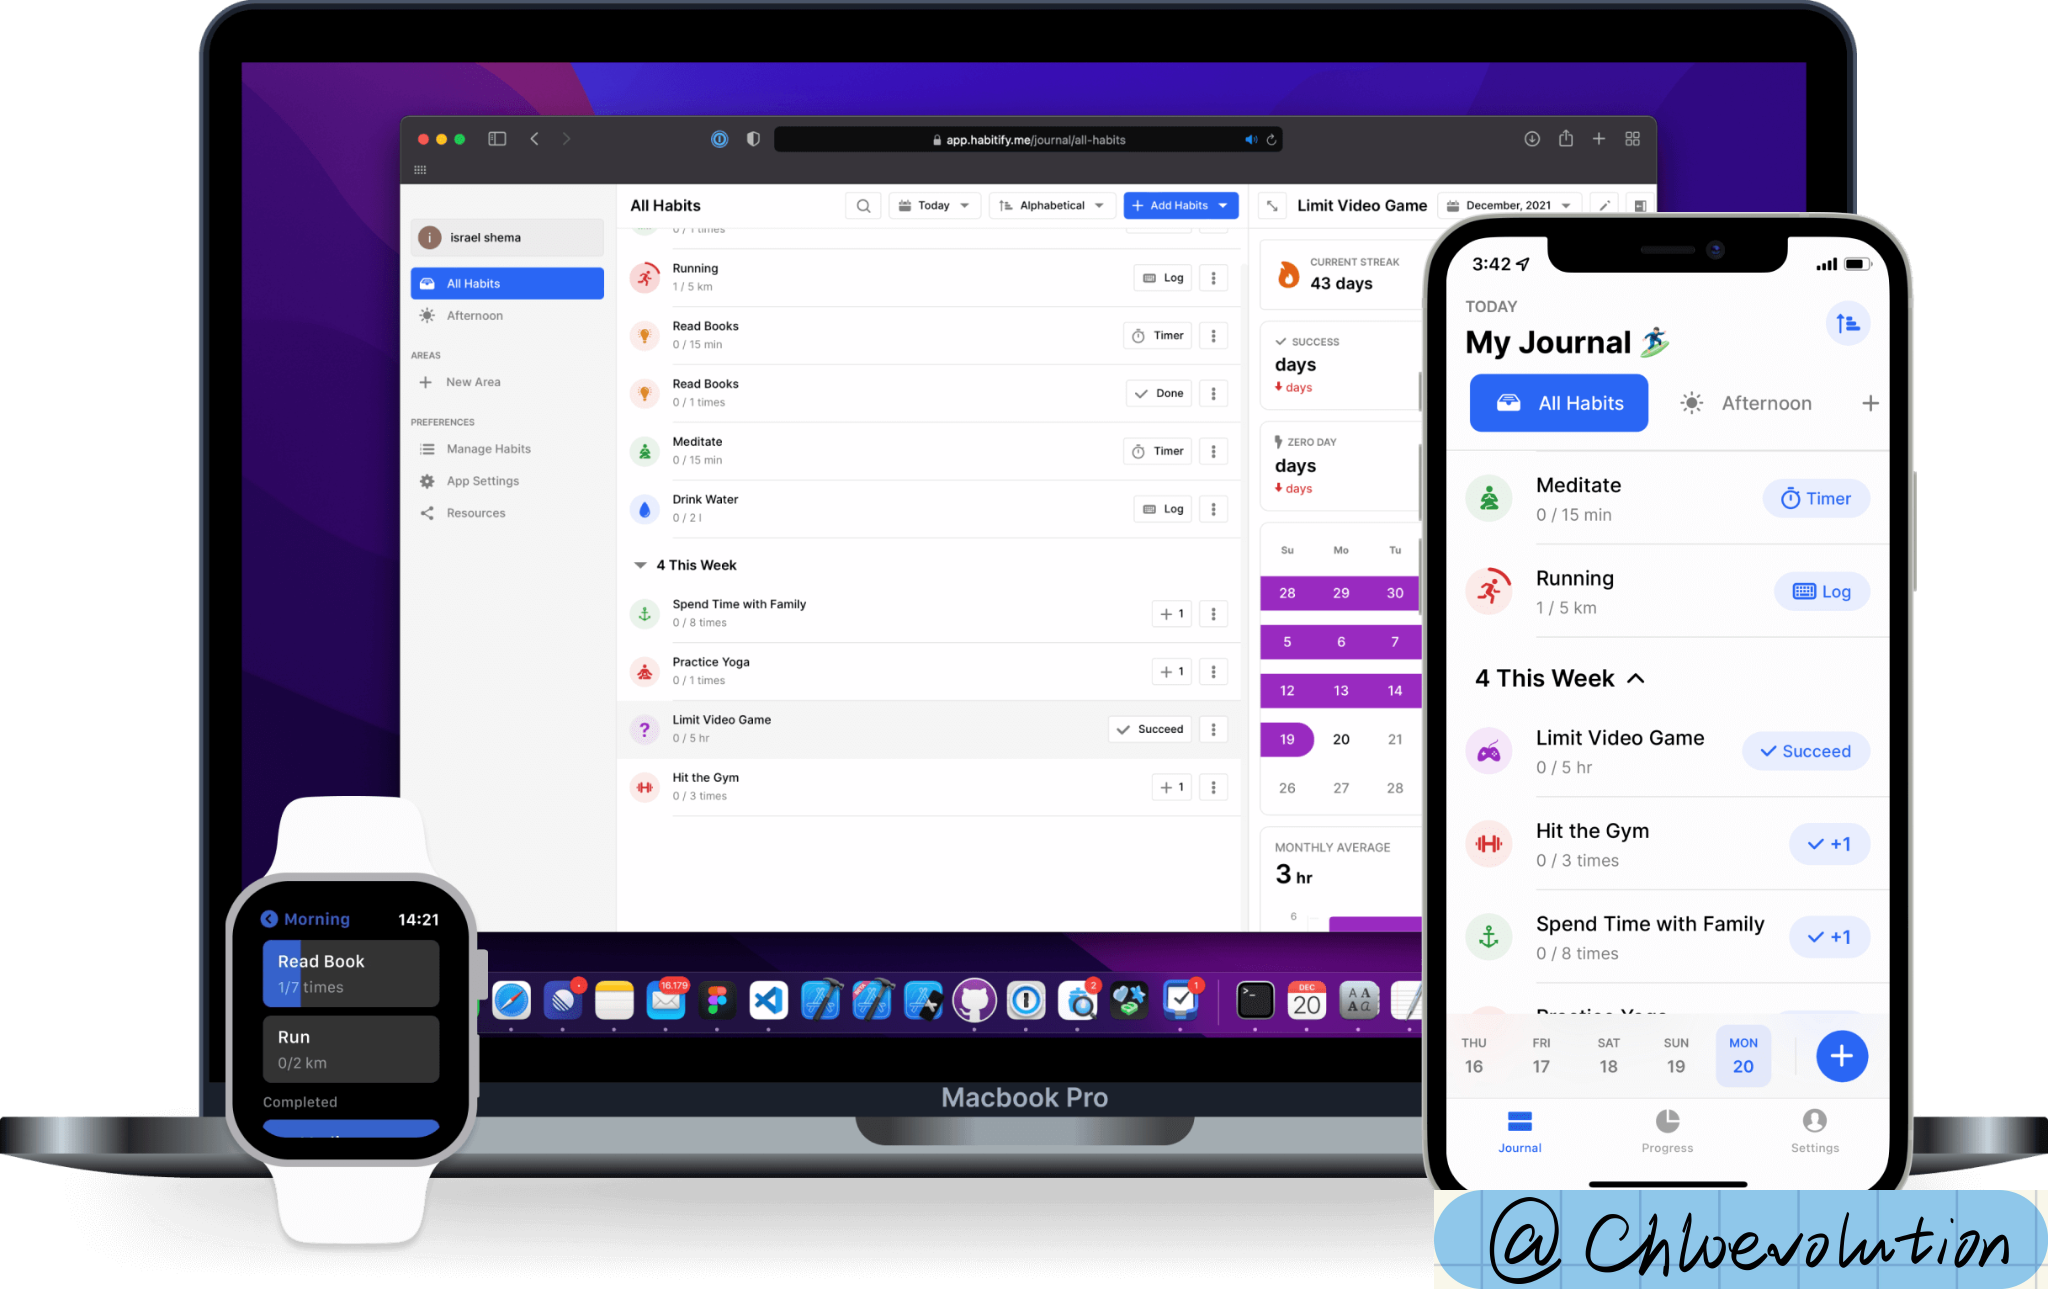 app.habitify.me/journal/all-habits
israel shema
All Habits
Afternoon
AREAS
New Area
PREFERENCES
Manage Habits
App Settings
Resources
All Habits
Today
Alphabetical
Add Habits
0 / 1 times
Running
1 / 5 km
Log
Read Books
0 / 15 min
Timer
Read Books
0 / 1 times
Done
Meditate
0 / 15 min
Timer
Drink Water
0 / 2 l
Log
4 This Week
Spend Time with Family
0 / 8 times
+ 1
Practice Yoga
0 / 1 times
+ 1
? Limit Video Game
0 / 5 hr
Succeed
Hit the Gym
0 / 3 times
+ 1
Limit Video Game
December, 2021
CURRENT STREAK
43 days
SUCCESS
days
days
ZERO DAY
days
days
Su Mo Tu
28 29 30
5 6 7
12 13 14
19 20 21
26 27 28
MONTHLY AVERAGE
3 hr
6
16.179
2
1
DEC
20
Macbook Pro
Morning 14:21
Read Book
1/7 times
Run
0/2 km
Completed
3:42
TODAY
My Journal
All Habits
Afternoon
+
Meditate
0 / 15 min
Timer
Running
1 / 5 km
Log
4 This Week
Limit Video Game
0 / 5 hr
Succeed
Hit the Gym
0 / 3 times
+1
Spend Time with Family
0 / 8 times
+1
Practice Yoga
THU FRI SAT SUN MON
16 17 18 19 20
Journal Progress Settings
@Chloevolution